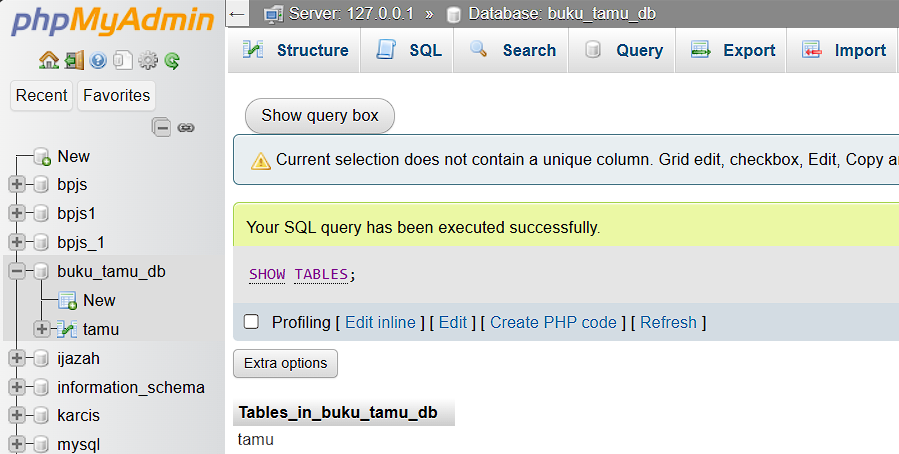 phpMyAdmin
Recent Favorites
New
bpjs
bpjs1
bpjs_1
buku_tamu_db
New
tamu
ijazah
information_schema
karcis
mysql
Server: 127.0.0.1 » Database: buku_tamu_db
Structure SQL Search Query Export Import
Show query box
Current selection does not contain a unique column. Grid edit, checkbox, Edit, Copy
Your SQL query has been executed successfully.
SHOW TABLES;
Profiling [ Edit inline ] [ Edit ] [ Create PHP code ] [ Refresh ]
Extra options
Tables_in_buku_tamu_db
tamu